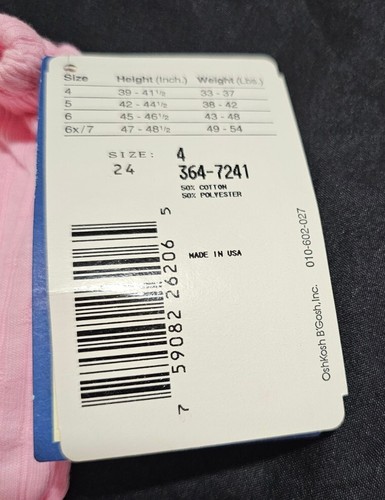 Size Height (Inch.) Weight (Lbs.)
4 39 - 41½ 33 - 37
5 42 - 44½ 38 - 42
6 45 - 46½ 43 - 48
6x/7 47 - 48½ 49 - 54
SIZE: 4
24 364-7241
50% COTTON
50% POLYESTER
MADE IN USA
7 59082 26206 5
OshKosh B'Gosh, Inc. 010-602-027